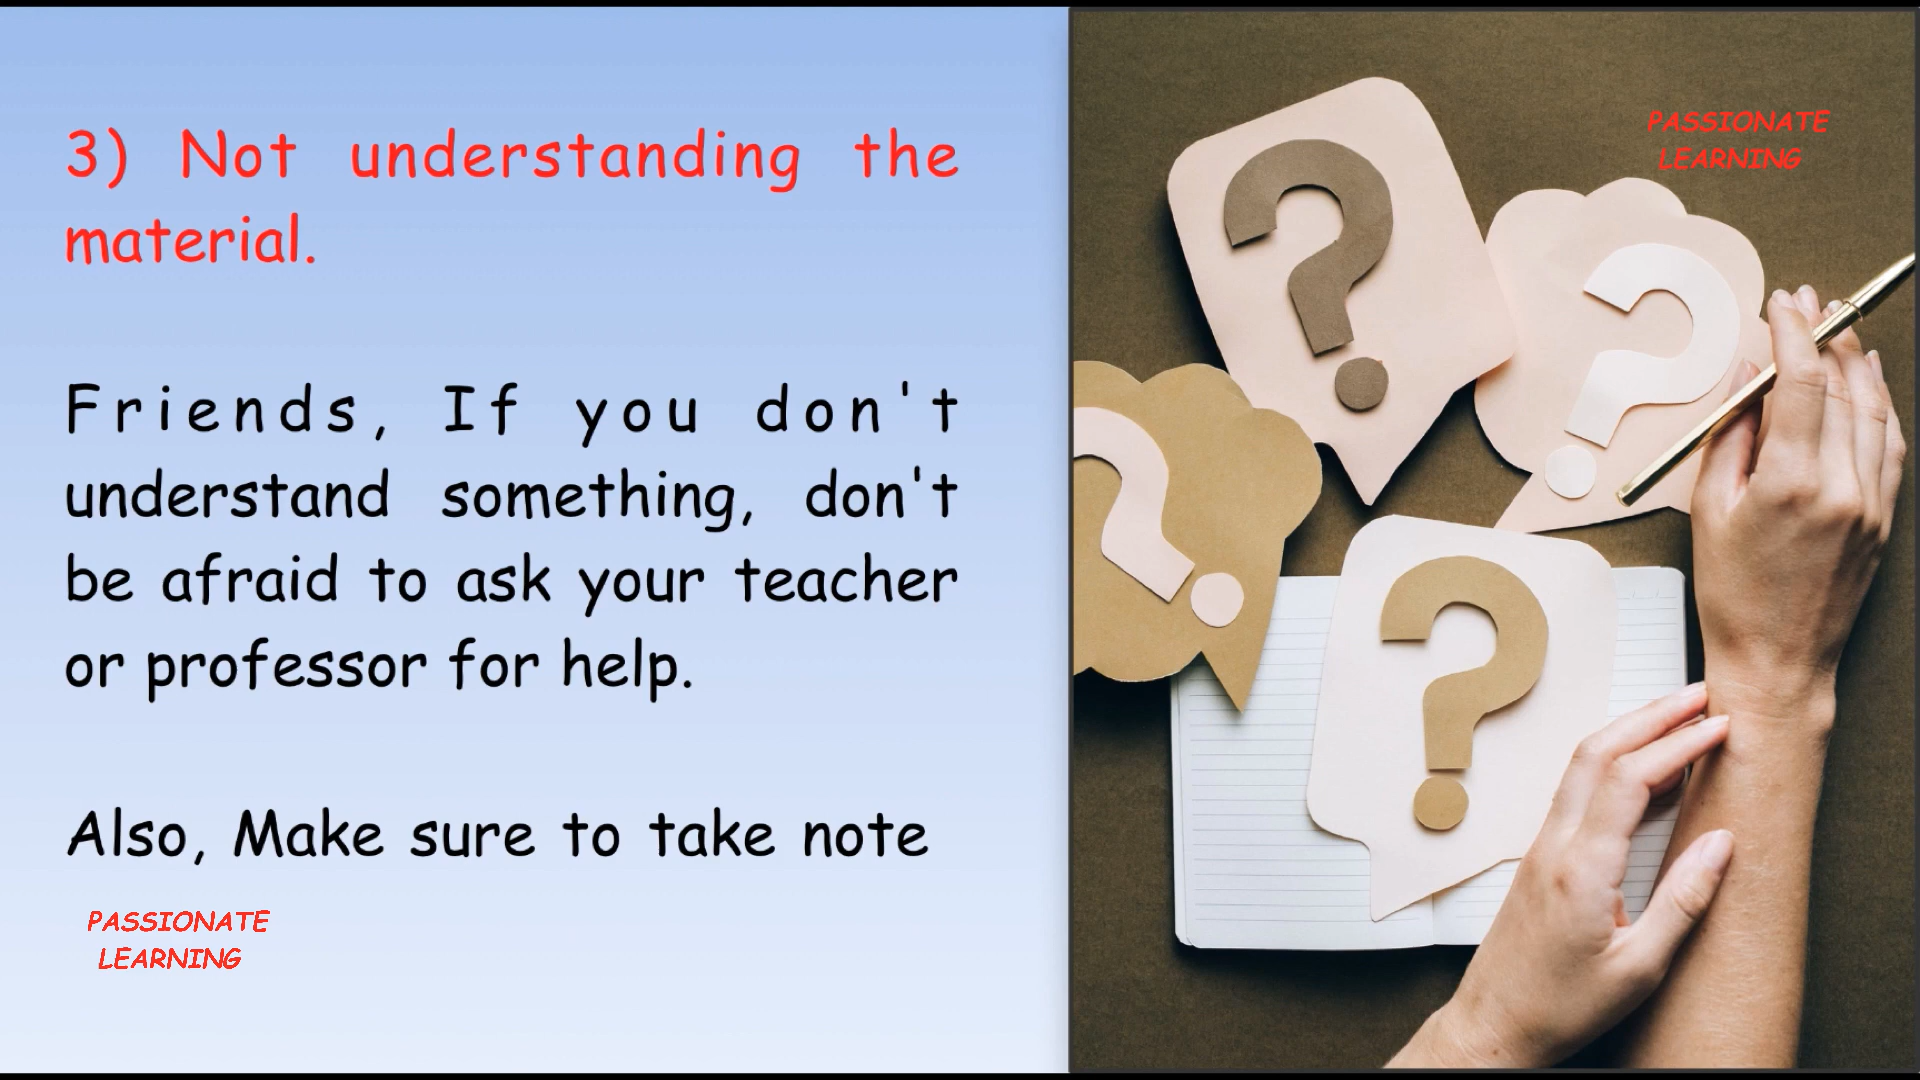 3) Not understanding the
material.
Friends, If you don't
understand something, don't
be afraid to ask your teacher
or professor for help.
Also, Make sure to take note
PASSIONATE
LEARNING
PASSIONATE
LEARNING
?
?
?
?